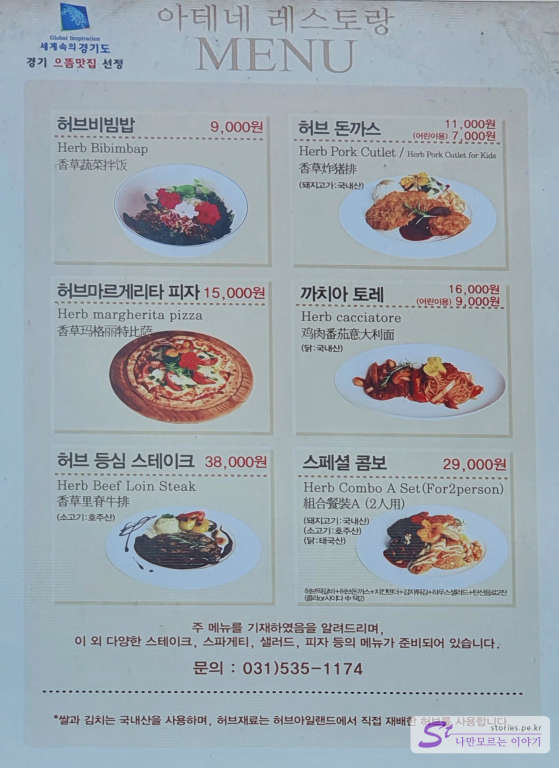 Global Inspiration
세계속의 경기도
경기 으뜸맛집 선정
아테네 레스토랑
MENU
허브비빔밥 9,000원
Herb Bibimbap
香草蔬菜拌饭
허브 돈까스 11,000원
(어린이용) 7,000원
Herb Pork Cutlet / Herb Pork Cutlet for Kids
香草炸猪排
(돼지고기:국내산)
허브마르게리타 피자 15,000원
Herb margherita pizza
香草玛格丽特比萨
까치아 토레 16,000원
(어린이용) 9,000원
Herb cacciatore
鸡肉番茄意大利面
(닭:국내산)
허브 등심 스테이크 38,000원
Herb Beef Loin Steak
香草里脊牛排
(소고기:호주산)
스페셜 콤보 29,000원
Herb Combo A Set(For2person)
组合餐装A (2人用)
(돼지고기:국내산)
(소고기:호주산)
(닭:태국산)
주 메뉴를 기재하였음을 알려드리며,
이 외 다양한 스테이크, 스파게티, 샐러드, 피자 등의 메뉴가 준비되어 있습니다.
문의 : 031)535-1174
*쌀과 김치는 국내산을 사용하며, 허브재료는 허브아일랜드에서 직접 재배한 허브를 사용합니다.
St stories.pe.kr
나만모르는 이야기